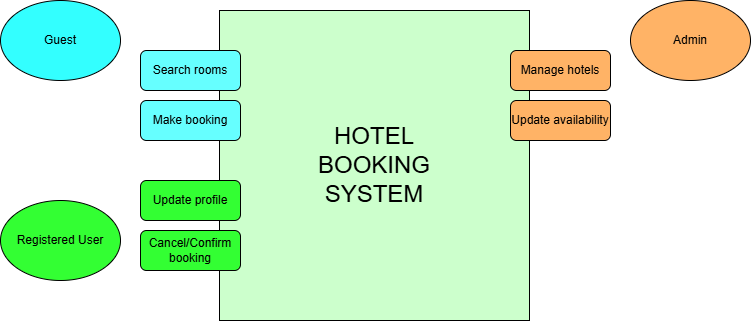 Guest
Admin
Search rooms
Manage hotels
Make booking
Update availability
HOTEL
BOOKING
SYSTEM
Update profile
Registered User
Cancel/Confirm
booking